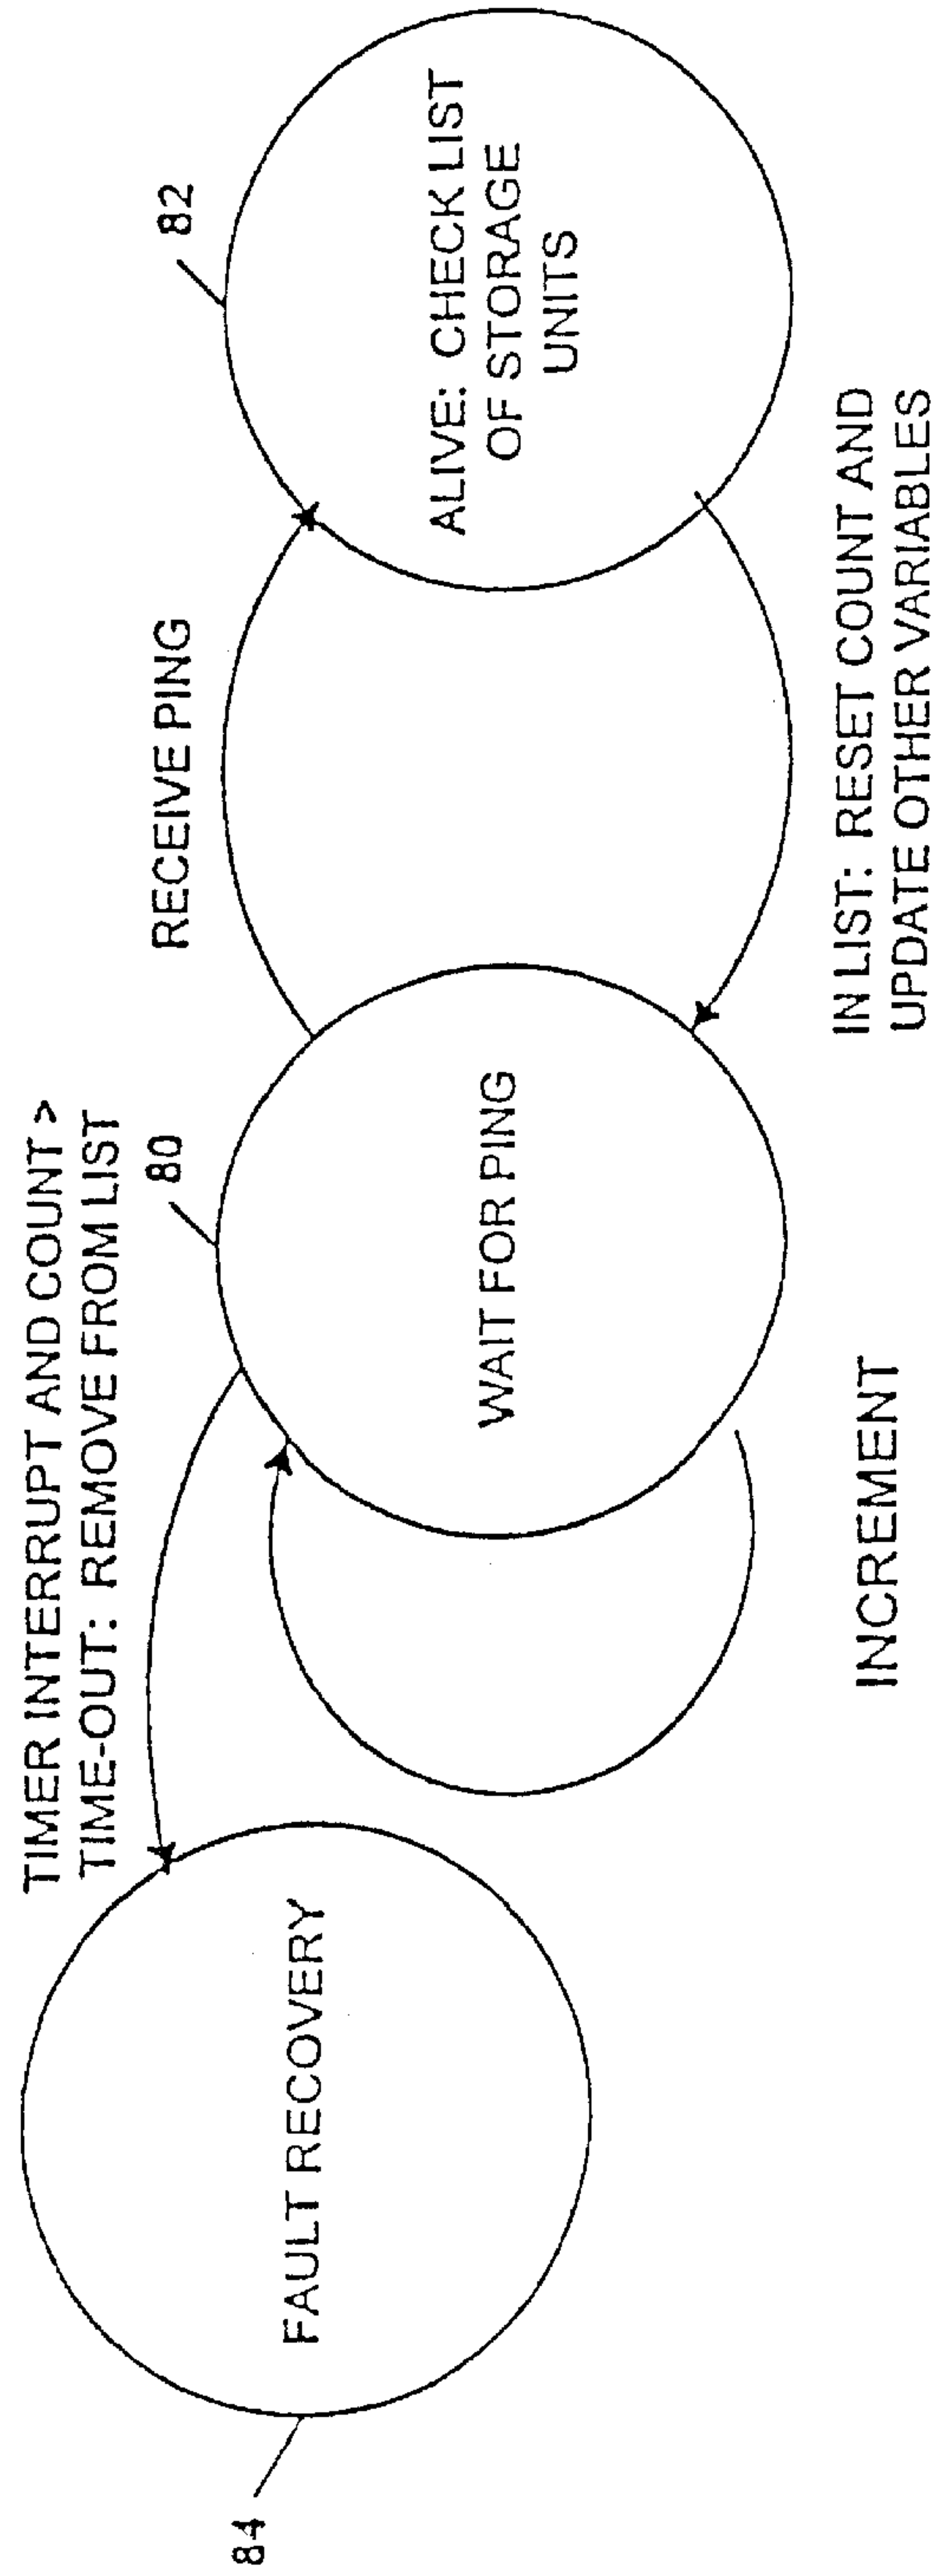 TIMER INTERRUPT AND COUNT >
TIME-OUT: REMOVE FROM LIST
80
RECEIVE PING
82
84
FAULT RECOVERY
WAIT FOR PING
ALIVE: CHECK LIST
OF STORAGE
UNITS
INCREMENT
IN LIST: RESET COUNT AND
UPDATE OTHER VARIABLES